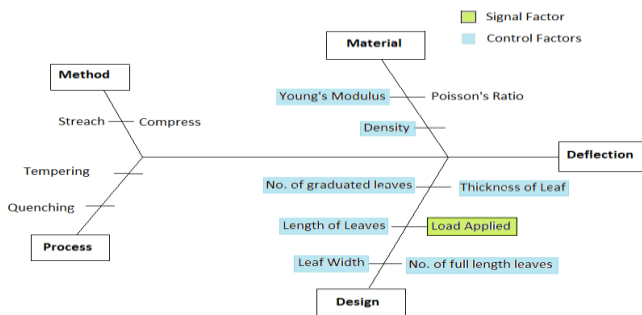 Signal Factor
Control Factors
Material
Method
Young's Modulus
Poisson's Ratio
Streach
Compress
Density
Deflection
Tempering
No. of graduated leaves
Thickness of Leaf
Quenching
Length of Leaves
Load Applied
Process
Leaf Width
No. of full length leaves
Design